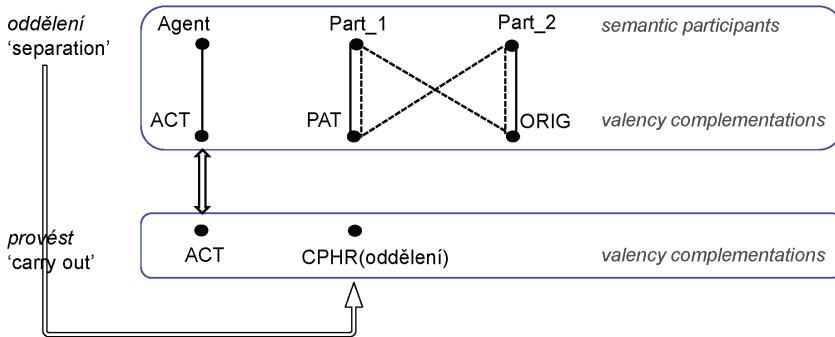 oddělení
'separation'
Agent
Part_1
Part_2
semantic participants
ACT
PAT
ORIG
valency complementations
provést
'carry out'
ACT
CPHR(oddělení)
valency complementations